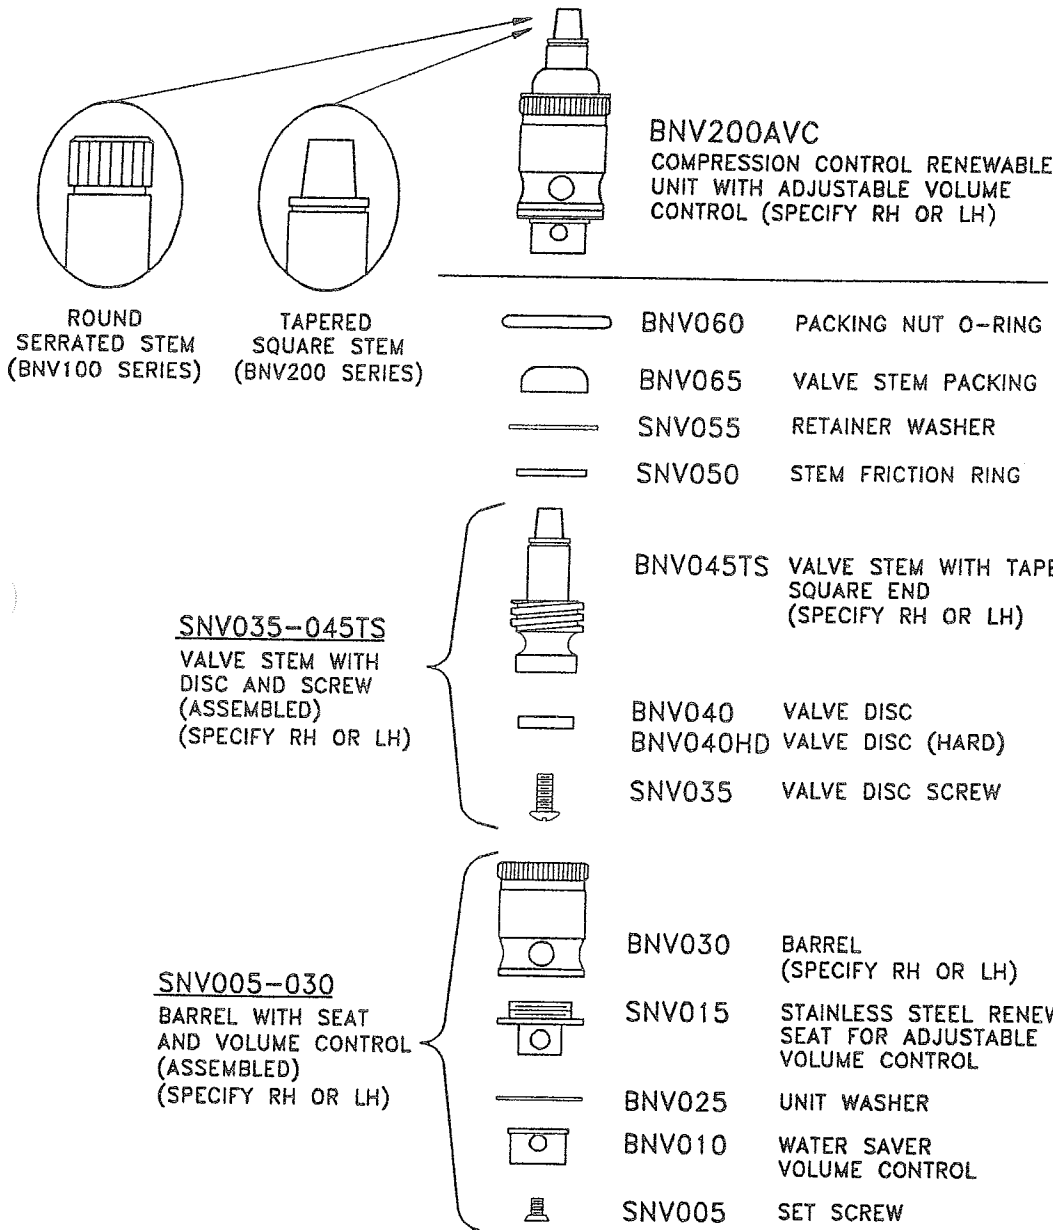 BNV200AVC
COMPRESSION CONTROL RENEWABLE
UNIT WITH ADJUSTABLE VOLUME
CONTROL (SPECIFY RH OR LH)
ROUND
SERRATED STEM
(BNV100 SERIES)
TAPERED
SQUARE STEM
(BNV200 SERIES)
BNV060 PACKING NUT O-RING
BNV065 VALVE STEM PACKING
SNV055 RETAINER WASHER
SNV050 STEM FRICTION RING
BNV045TS VALVE STEM WITH TAPE
SQUARE END
(SPECIFY RH OR LH)
SNV035-045TS
VALVE STEM WITH
DISC AND SCREW
(ASSEMBLED)
(SPECIFY RH OR LH)
BNV040 VALVE DISC
BNV040HD VALVE DISC (HARD)
SNV035 VALVE DISC SCREW
BNV030 BARREL
(SPECIFY RH OR LH)
SNV005-030
BARREL WITH SEAT
AND VOLUME CONTROL
(ASSEMBLED)
(SPECIFY RH OR LH)
SNV015 STAINLESS STEEL RENEW
SEAT FOR ADJUSTABLE
VOLUME CONTROL
BNV025 UNIT WASHER
BNV010 WATER SAVER
VOLUME CONTROL
SNV005 SET SCREW